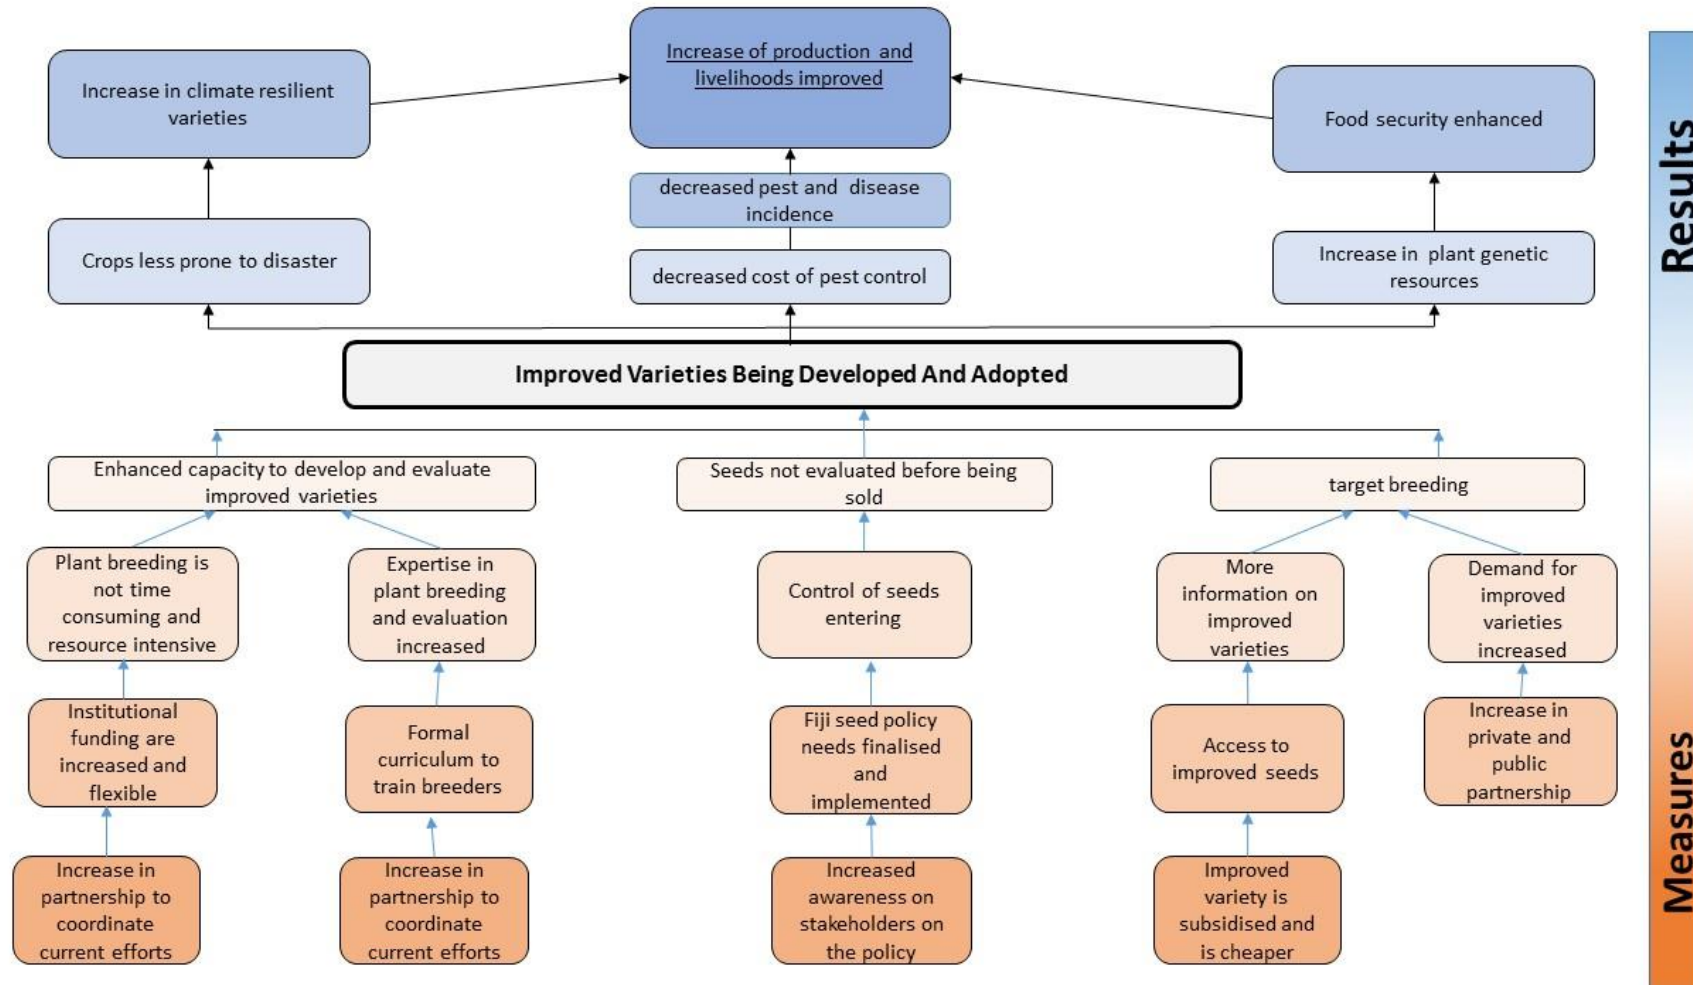 Increase of production and
livelihoods improved
Increase in climate resilient
varieties
Food security enhanced
decreased pest and disease
incidence
Crops less prone to disaster
decreased cost of pest control
Increase in plant genetic
resources
Improved Varieties Being Developed And Adopted
Enhanced capacity to develop and evaluate
improved varieties
Seeds not evaluated before being
sold
target breeding
Plant breeding is
not time
consuming and
resource intensive
Expertise in
plant breeding
and evaluation
increased
Control of seeds
entering
More
information on
improved
varieties
Demand for
improved
varieties
increased
Institutional
funding are
increased and
flexible
Formal
curriculum to
train breeders
Fiji seed policy
needs finalised
and
implemented
Access to
improved seeds
Increase in
private and
public
partnership
Increase in
partnership to
coordinate
current efforts
Increase in
partnership to
coordinate
current efforts
Increased
awareness on
stakeholders on
the policy
Improved
variety is
subsidised and
is cheaper
Results
Measures